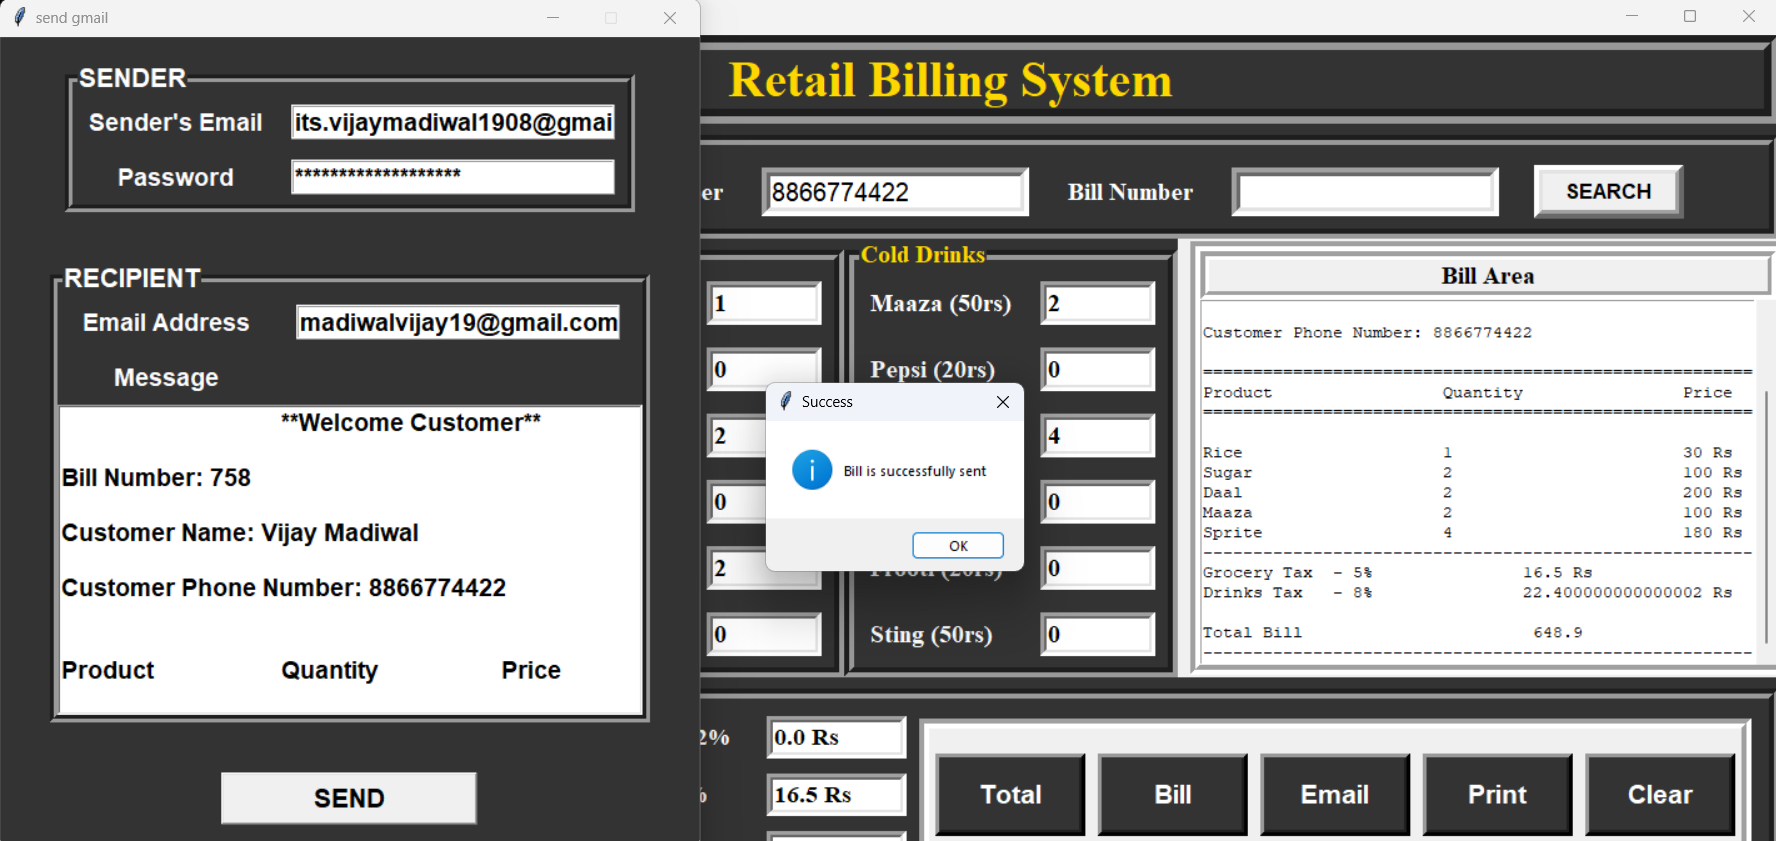 send gmail
SENDER
Sender's Email its.vijaymadiwal1908@gmai
Password *******************
RECIPIENT
Email Address madiwalvijay19@gmail.com
Message
**Welcome Customer**
Bill Number: 758
Customer Name: Vijay Madiwal
Customer Phone Number: 8866774422
Product Quantity Price
SEND
Retail Billing System
er 8866774422 Bill Number SEARCH
1
0
2
0
2
0
Cold Drinks
Maaza (50rs) 2
Pepsi (20rs) 0
4
0
0
Sting (50rs) 0
Success
Bill is successfully sent
OK
Bill Area
Customer Phone Number: 8866774422
=======================================================
Product Quantity Price
=======================================================
Rice 1 30 Rs
Sugar 2 100 Rs
Daal 2 200 Rs
Maaza 2 100 Rs
Sprite 4 180 Rs
-------------------------------------------------------
Grocery Tax - 5% 16.5 Rs
Drinks Tax - 8% 22.400000000000002 Rs
Total Bill 648.9
-------------------------------------------------------
2% 0.0 Rs
% 16.5 Rs
Total Bill Email Print Clear